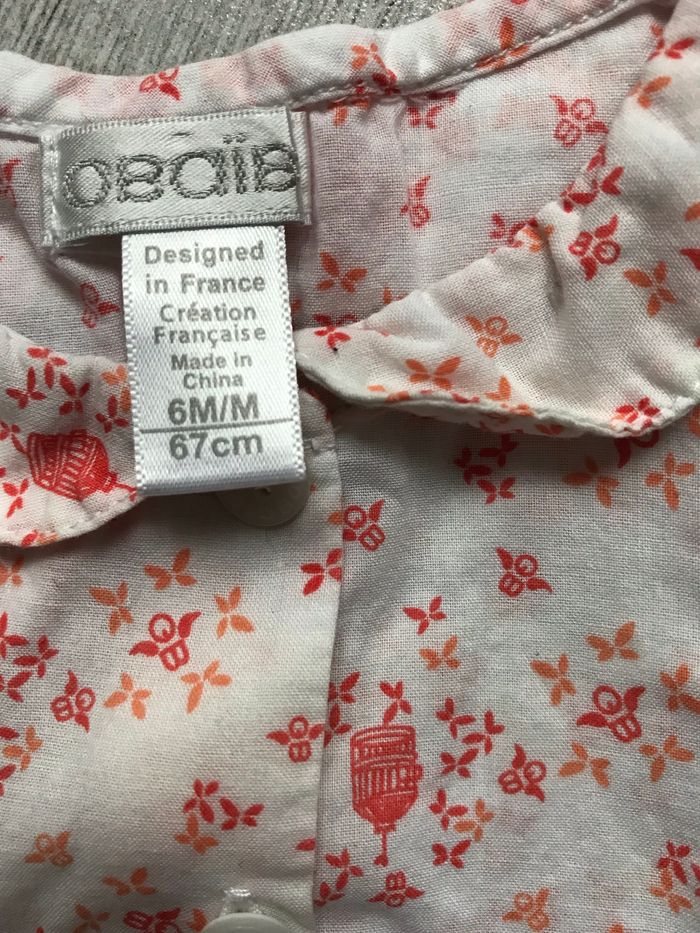 OBAÏBI
Designed
in France
Création
Française
Made in
China
6M/M
67cm